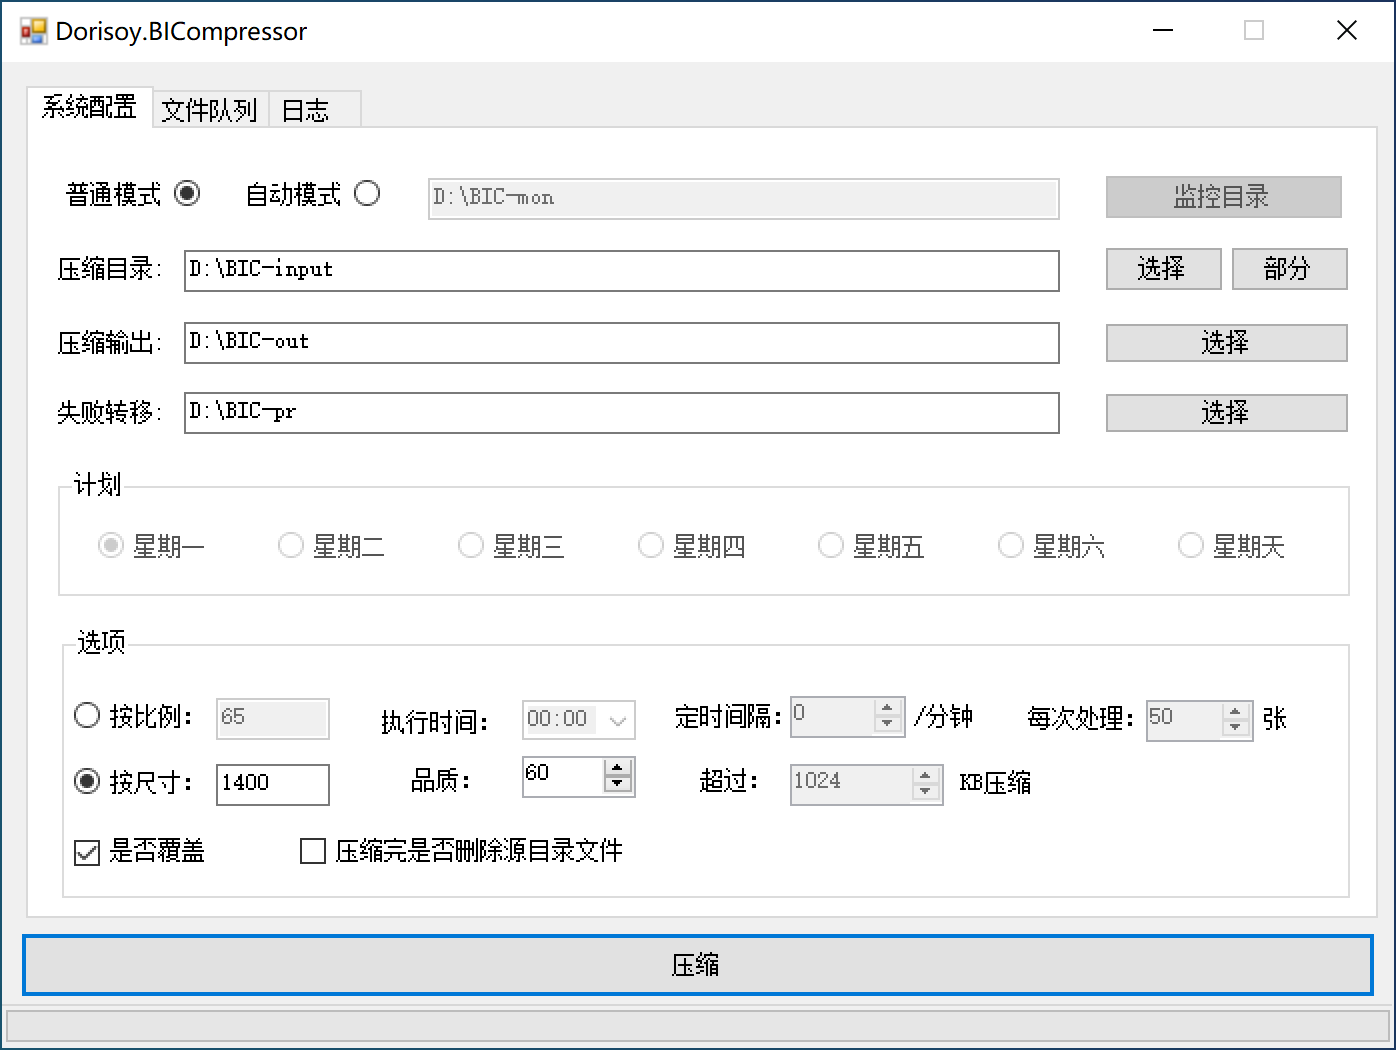 Dorisoy.BICompressor
系统配置 文件队列 日志
普通模式 自动模式 D:\BIC-mon 监控目录
压缩目录: D:\BIC-input 选择 部分
压缩输出: D:\BIC-out 选择
失败转移: D:\BIC-pr 选择
计划
星期一 星期二 星期三 星期四 星期五 星期六 星期天
选项
按比例: 65 执行时间: 00:00 定时间隔: 0 /分钟 每次处理: 50 张
按尺寸: 1400 品质: 60 超过: 1024 KB压缩
是否覆盖 压缩完是否删除源目录文件
压缩